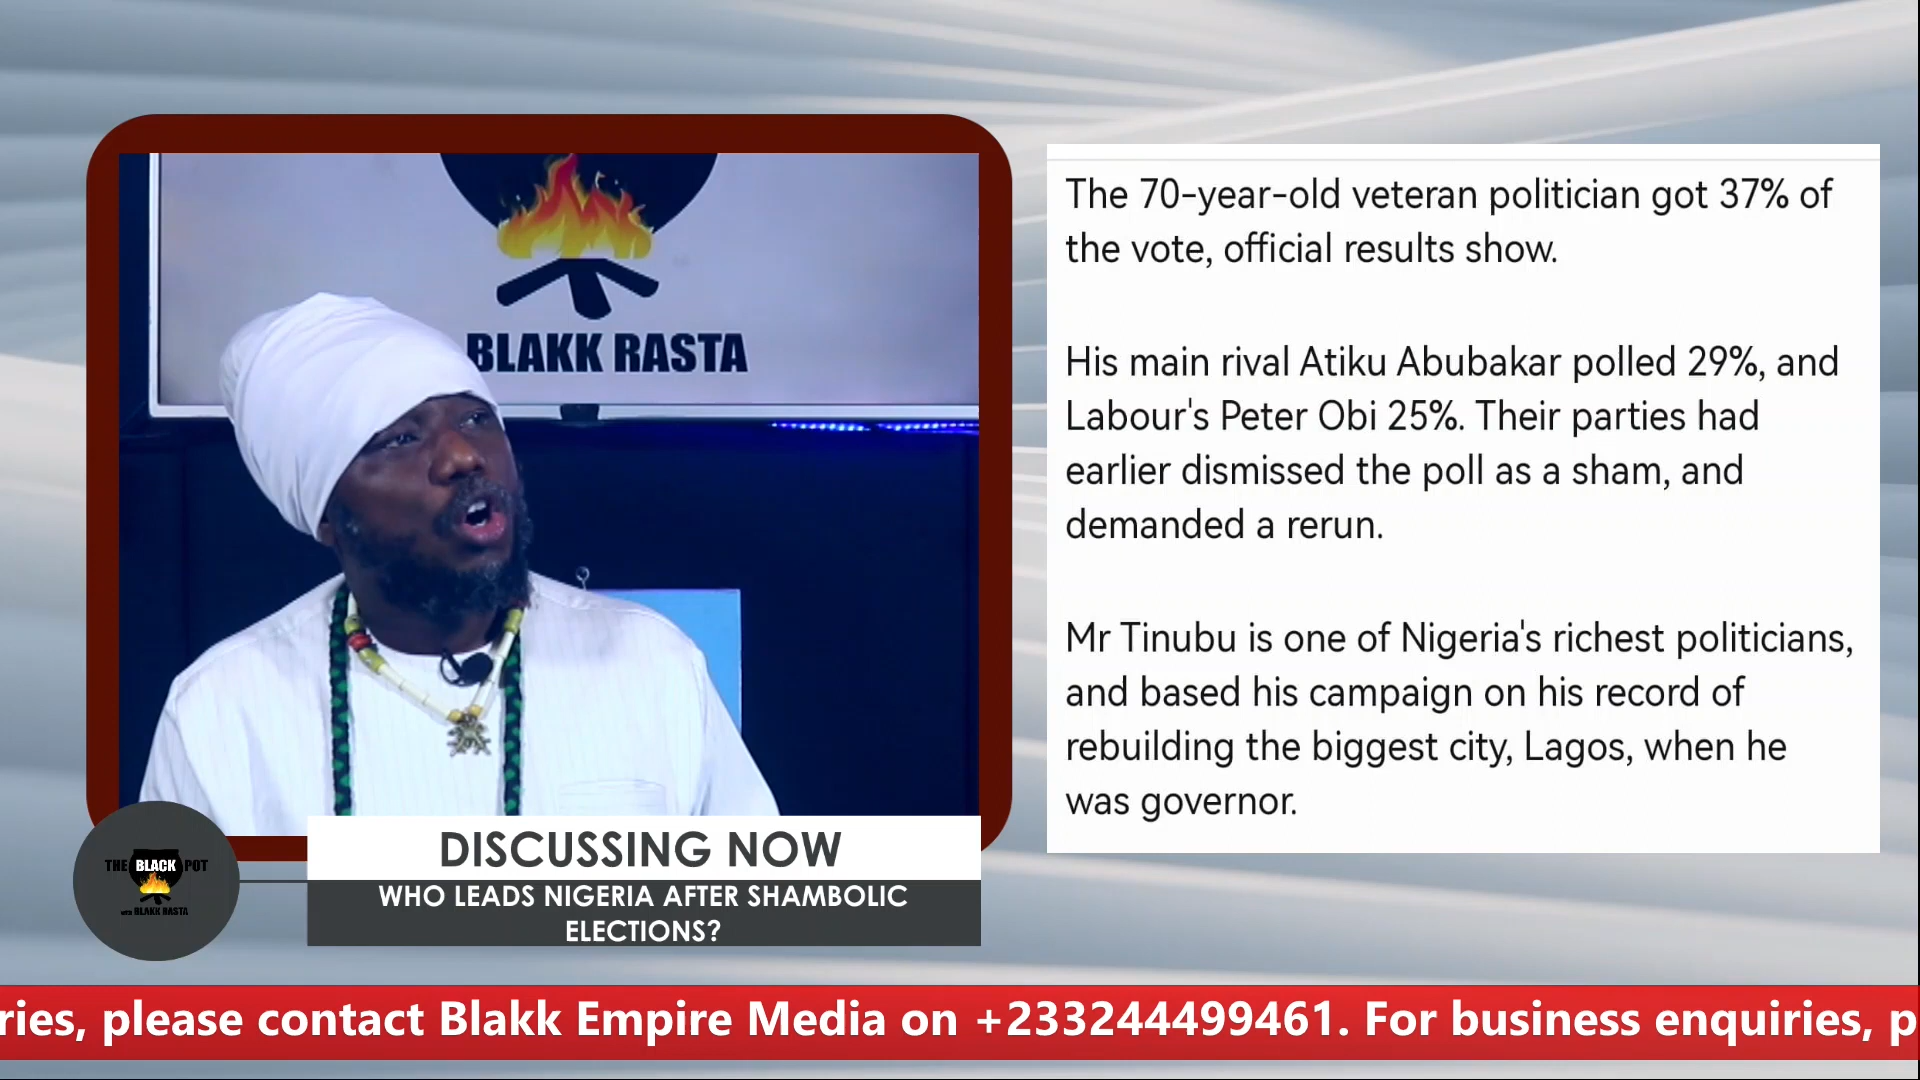 BLAKK RASTA
The 70-year-old veteran politician got 37% of
the vote, official results show.
His main rival Atiku Abubakar polled 29%, and
Labour's Peter Obi 25%. Their parties had
earlier dismissed the poll as a sham, and
demanded a rerun.
Mr Tinubu is one of Nigeria's richest politicians,
and based his campaign on his record of
rebuilding the biggest city, Lagos, when he
was governor.
THE BLACK POT
WITH BLAKK RASTA
DISCUSSING NOW
WHO LEADS NIGERIA AFTER SHAMBOLIC
ELECTIONS?
ries, please contact Blakk Empire Media on +233244499461. For business enquiries, p